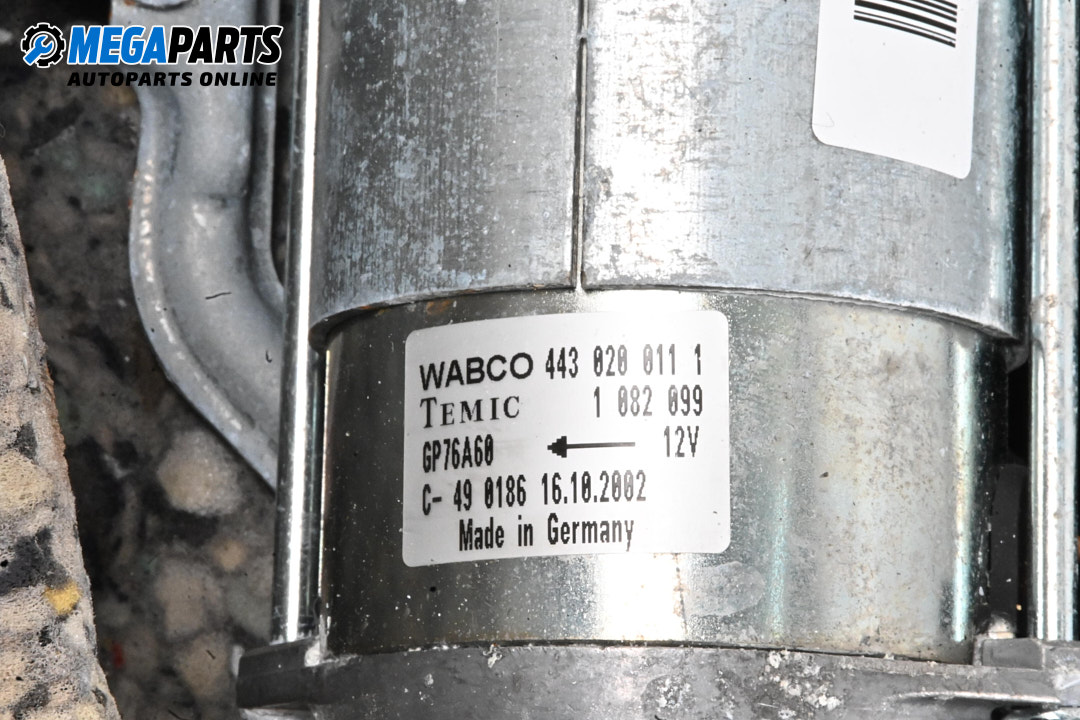 MEGAPARTS
AUTOPARTS ONLINE
WABCO 443 020 011 1
TEMIC 1 082 099
GP76A60 12V
C- 49 0186 16.10.2002
Made in Germany